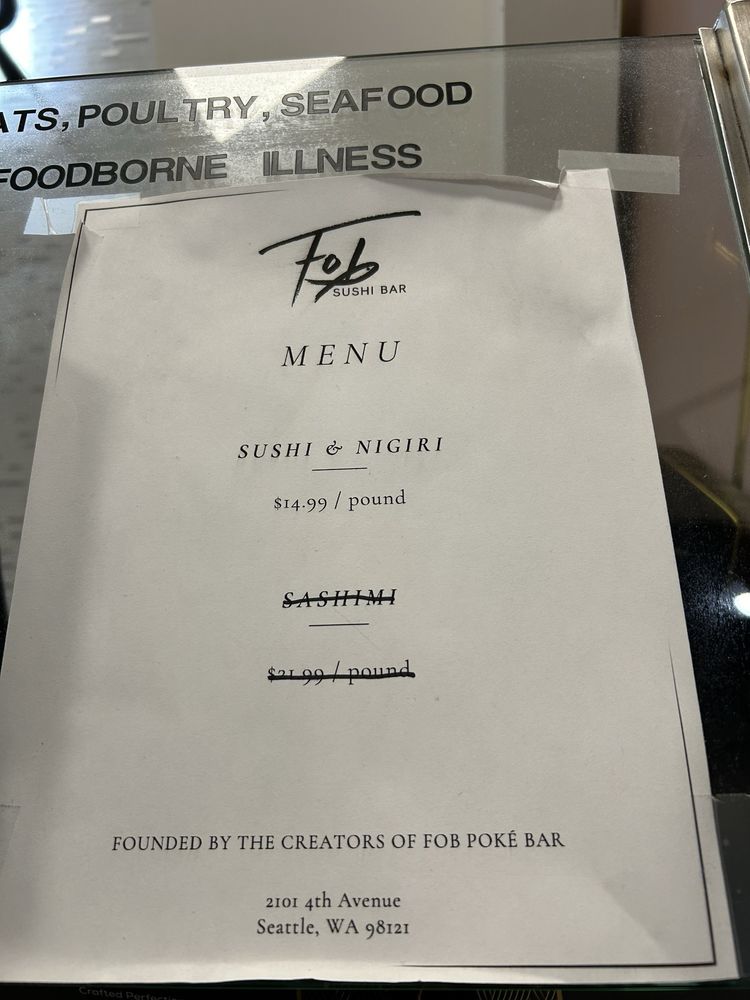 ATS, POULTRY, SEAFOOD
FOODBORNE ILLNESS
Fob
SUSHI BAR
MENU
SUSHI & NIGIRI
$14.99 / pound
SASHIMI
$21.99 / pound
FOUNDED BY THE CREATORS OF FOB POKÉ BAR
2101 4th Avenue
Seattle, WA 98121
Crafted